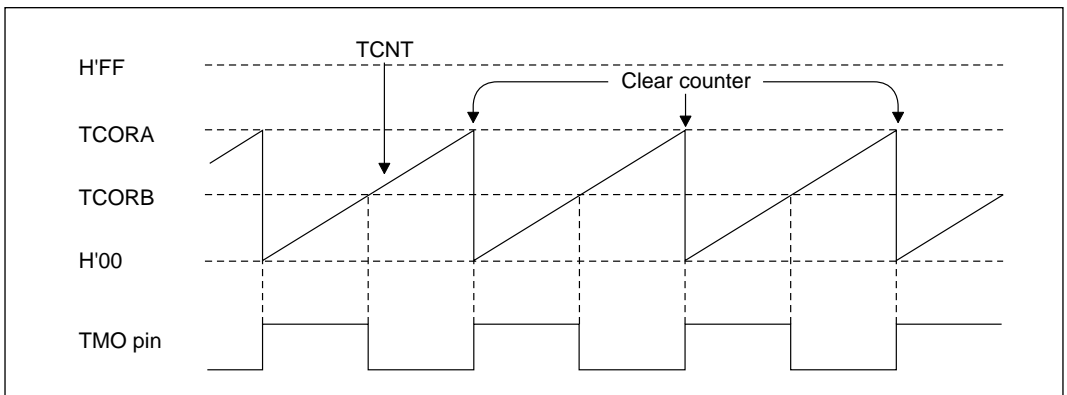 TCNT
H'FF
Clear counter
TCORA
TCORB
H'00
TMO pin